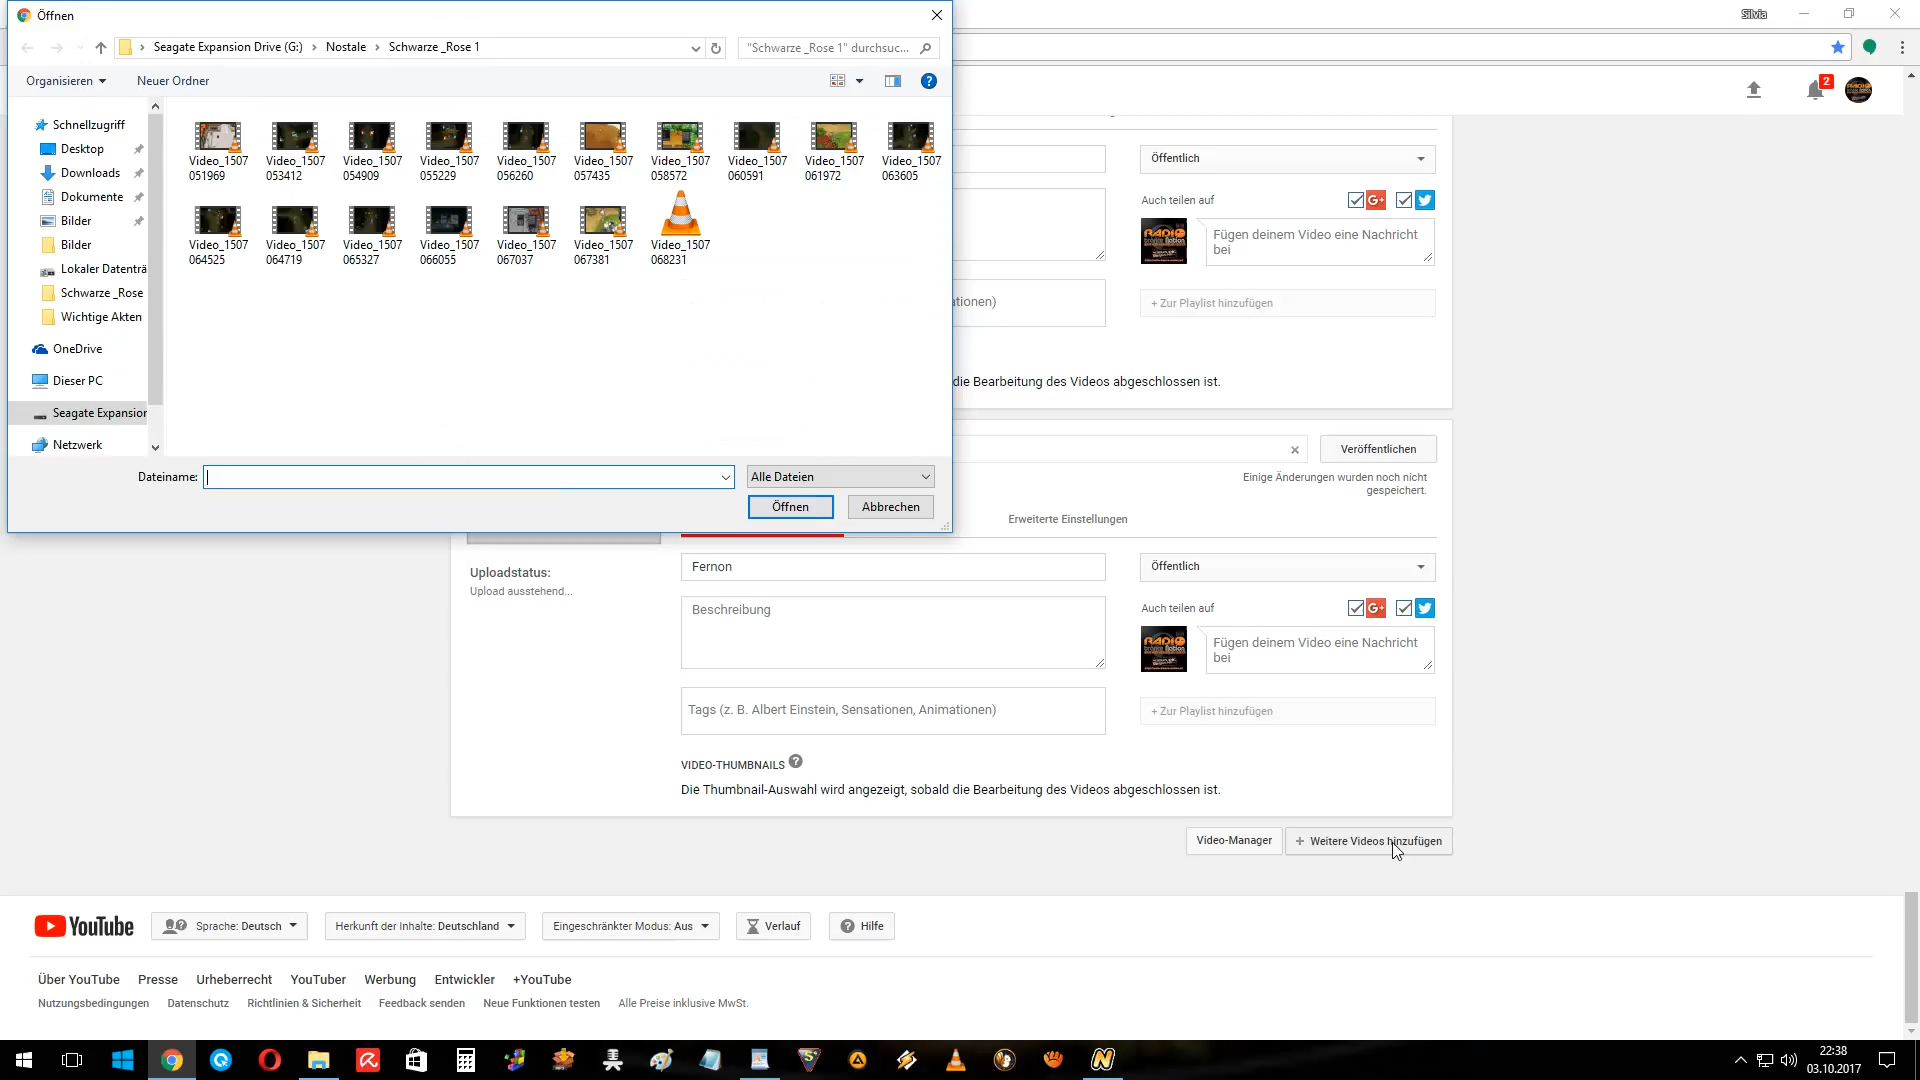 Öffnen
Silvia
Seagate Expansion Drive (G:) > Nostale > Schwarze _Rose 1
"Schwarze _Rose 1" durchsuc...
Organisieren
Neuer Ordner
2
Schnellzugriff
Desktop
Downloads
Dokumente
Bilder
Bilder
Lokaler Datenträ
Schwarze _Rose
Wichtige Akten
OneDrive
Dieser PC
Seagate Expansion
Netzwerk
Video_1507
051969
Video_1507
053412
Video_1507
054909
Video_1507
055229
Video_1507
056260
Video_1507
057435
Video_1507
058572
Video_1507
060591
Video_1507
061972
Video_1507
063605
Video_1507
064525
Video_1507
064719
Video_1507
065327
Video_1507
066055
Video_1507
067037
Video_1507
067381
Video_1507
068231
Dateiname:
Alle Dateien
Öffnen
Abbrechen
Öffentlich
Auch teilen auf
G+
Fügen deinem Video eine Nachricht
bei
+ Zur Playlist hinzufügen
ationen)
die Bearbeitung des Videos abgeschlossen ist.
Veröffentlichen
Einige Änderungen wurden noch nicht
gespeichert.
Erweiterte Einstellungen
Uploadstatus:
Upload ausstehend...
Fernon
Beschreibung
Tags (z. B. Albert Einstein, Sensationen, Animationen)
Öffentlich
Auch teilen auf
G+
RADIO
Fügen deinem Video eine Nachricht
bei
+ Zur Playlist hinzufügen
VIDEO-THUMBNAILS ?
Die Thumbnail-Auswahl wird angezeigt, sobald die Bearbeitung des Videos abgeschlossen ist.
Video-Manager
+ Weitere Videos hinzufügen
YouTube
Sprache: Deutsch
Herkunft der Inhalte: Deutschland
Eingeschränkter Modus: Aus
Verlauf
Hilfe
Über YouTube Presse Urheberrecht YouTuber Werbung Entwickler +YouTube
Nutzungsbedingungen Datenschutz Richtlinien & Sicherheit Feedback senden Neue Funktionen testen Alle Preise inklusive MwSt.
22:38
03.10.2017